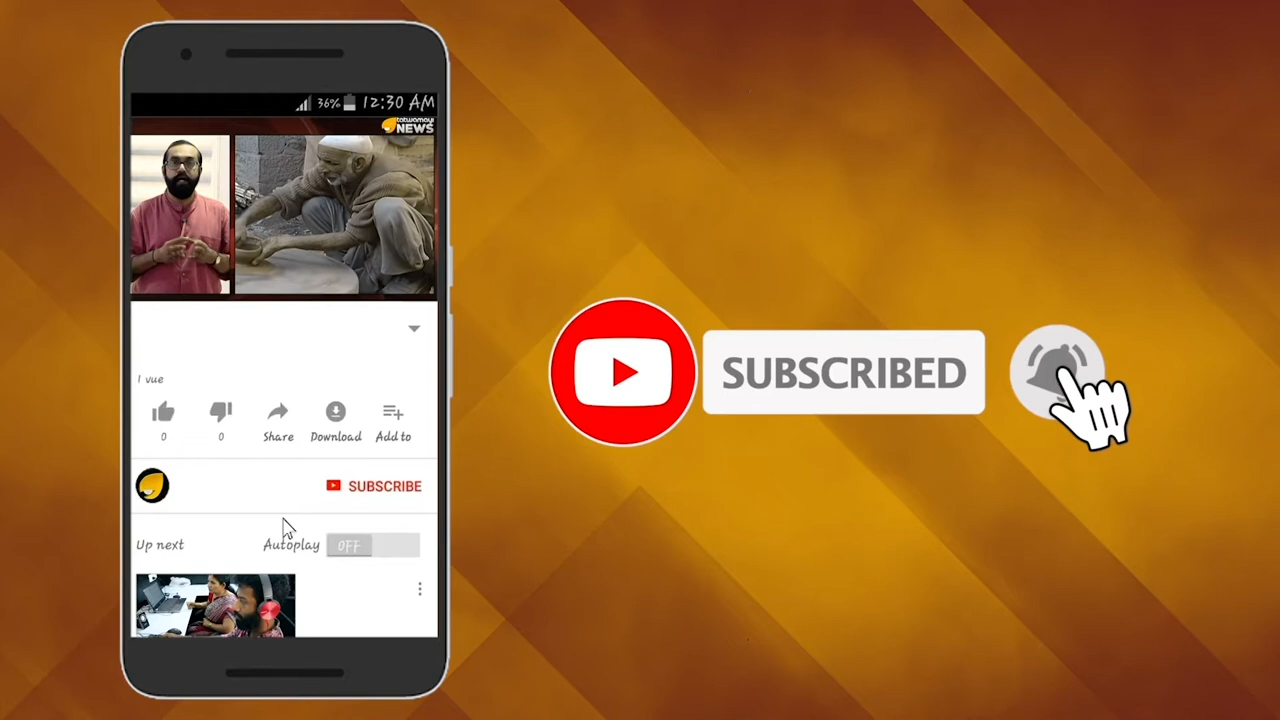 36% 12:30 AM
tatwamayi
NEWS
1 vue
0 0 Share Download Add to
SUBSCRIBE
Up next Autoplay OFF
SUBSCRIBED